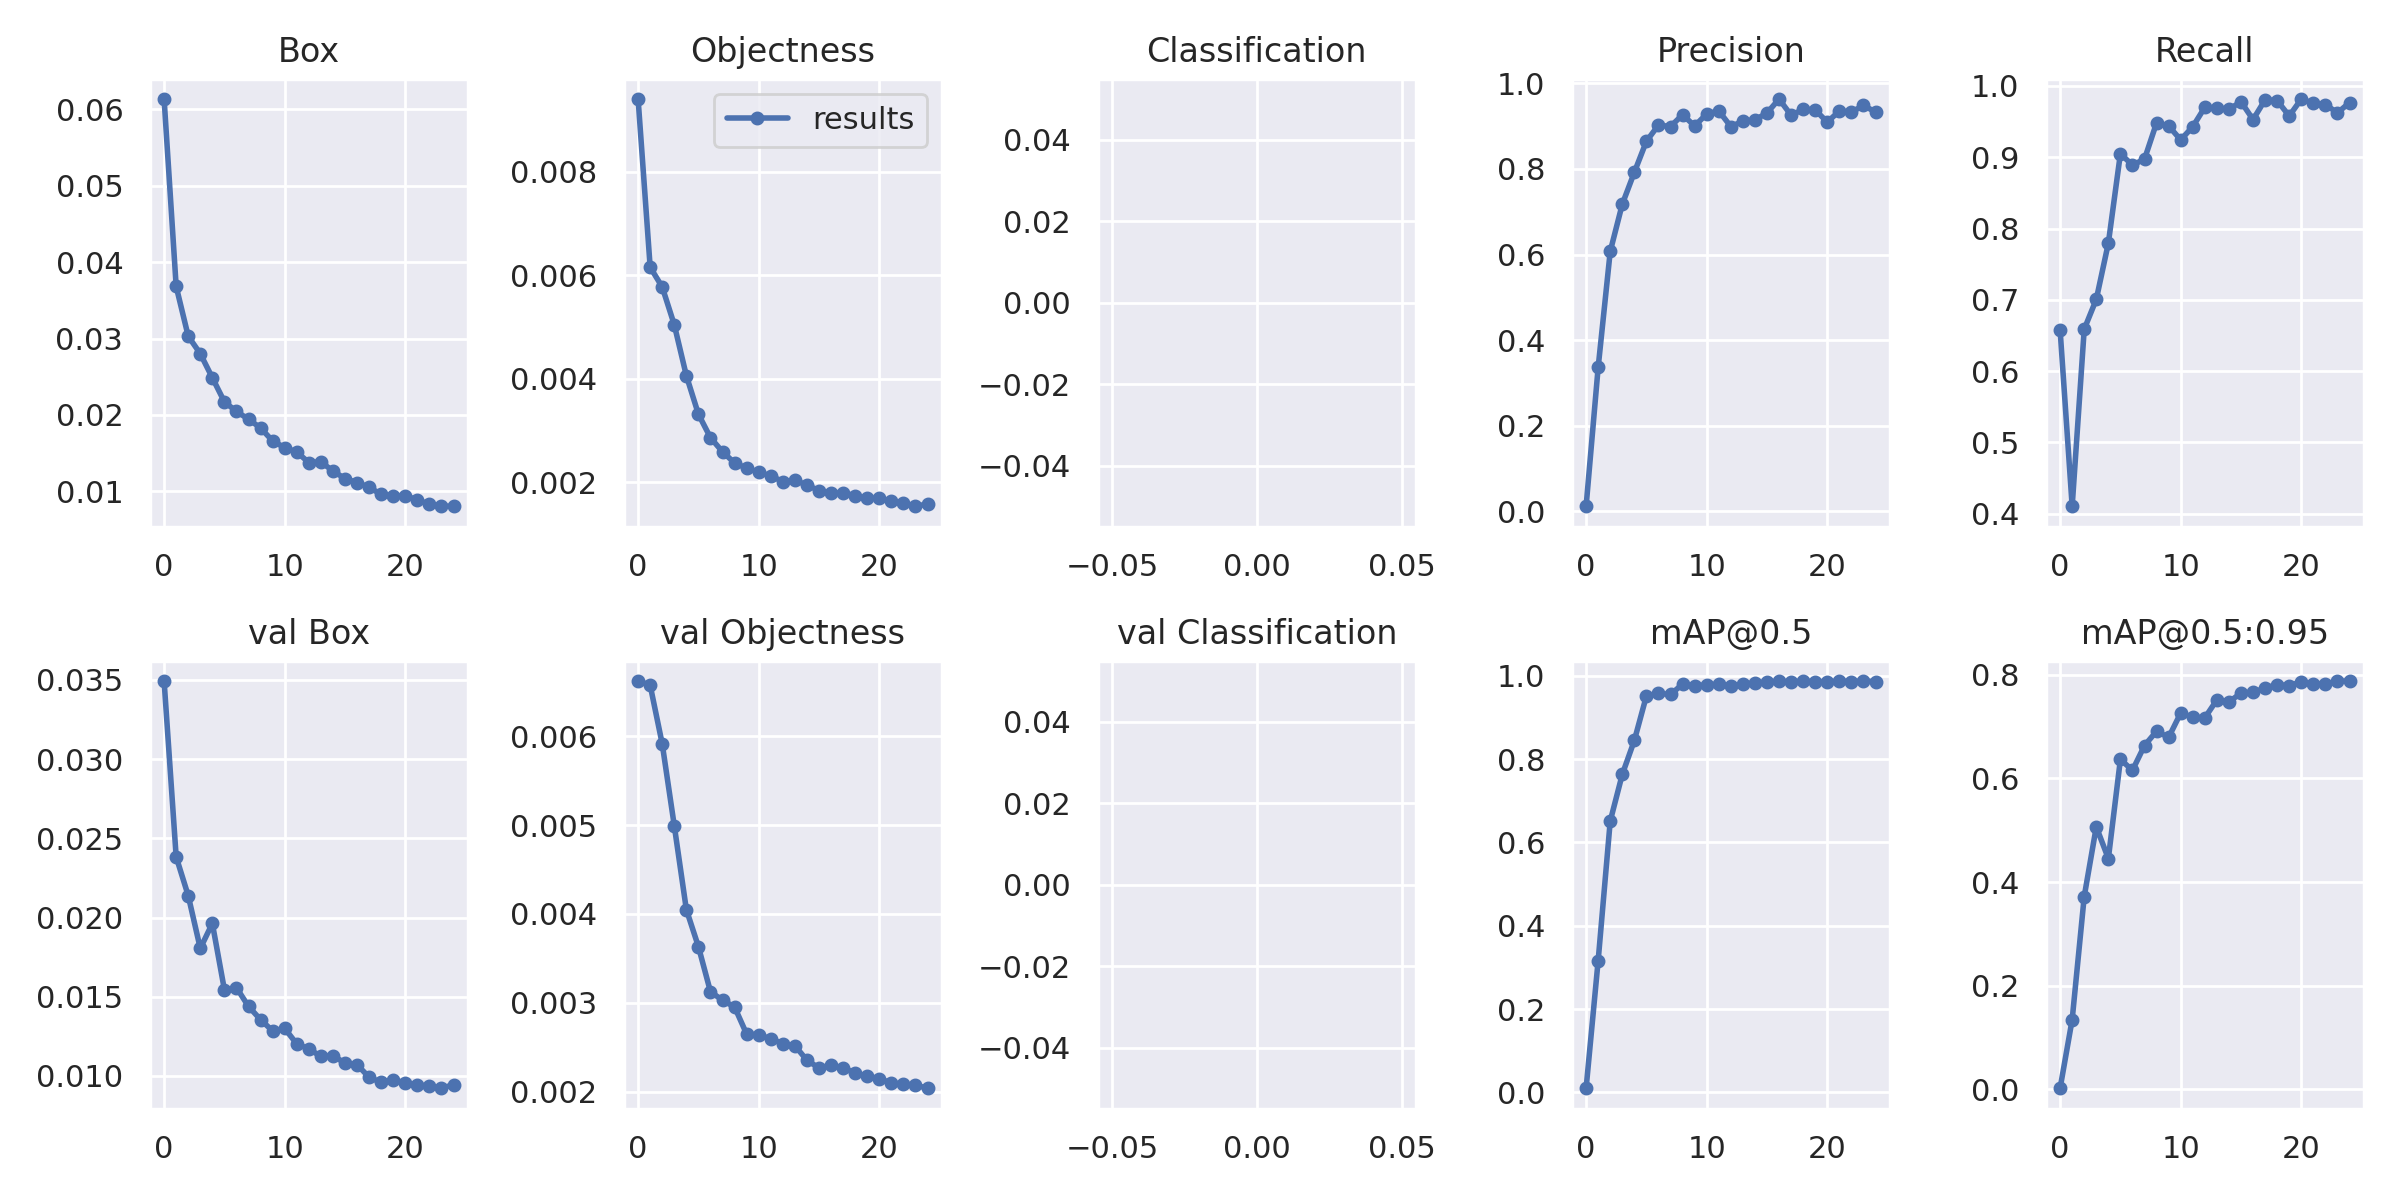 Box
Objectness
Classification
Precision
Recall
0.06
0.05
0.04
0.03
0.02
0.01
0 10 20
results
0.008
0.006
0.004
0.002
0 10 20
0.04
0.02
0.00
−0.02
−0.04
−0.05 0.00 0.05
1.0
0.8
0.6
0.4
0.2
0.0
0 10 20
1.0
0.9
0.8
0.7
0.6
0.5
0.4
0 10 20
val Box
val Objectness
val Classification
mAP@0.5
mAP@0.5:0.95
0.035
0.030
0.025
0.020
0.015
0.010
0 10 20
0.006
0.005
0.004
0.003
0.002
0 10 20
0.04
0.02
0.00
−0.02
−0.04
−0.05 0.00 0.05
1.0
0.8
0.6
0.4
0.2
0.0
0 10 20
0.8
0.6
0.4
0.2
0.0
0 10 20